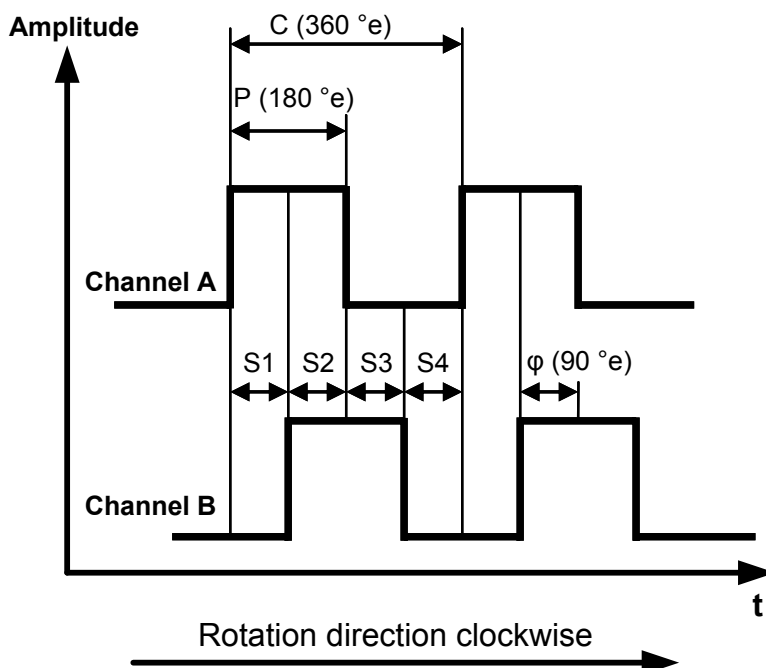 C (360 °e)
Amplitude
P (180 °e)
Channel A
S1 S2 S3 S4 φ (90 °e)
Channel B
t
Rotation direction clockwise